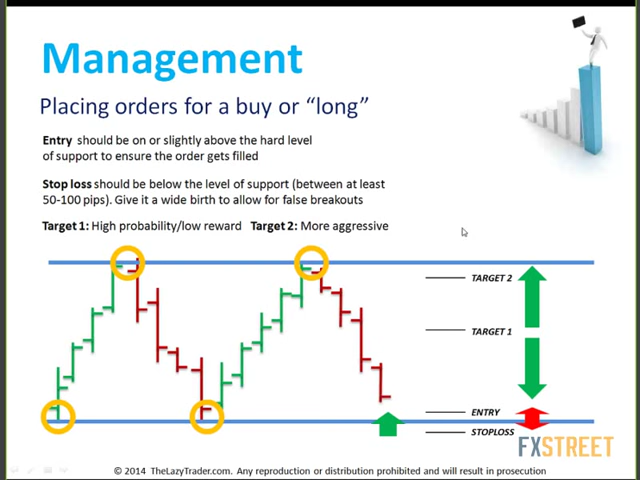 Management
Placing orders for a buy or “long”
Entry should be on or slightly above the hard level
of support to ensure the order gets filled
Stop loss should be below the level of support (between at least
50-100 pips). Give it a wide birth to allow for false breakouts
Target 1: High probability/low reward Target 2: More aggressive
TARGET 2
TARGET 1
ENTRY
STOPLOSS
FXSTREET
© 2014 TheLazyTrader.com. Any reproduction or distribution prohibited and will result in prosecution